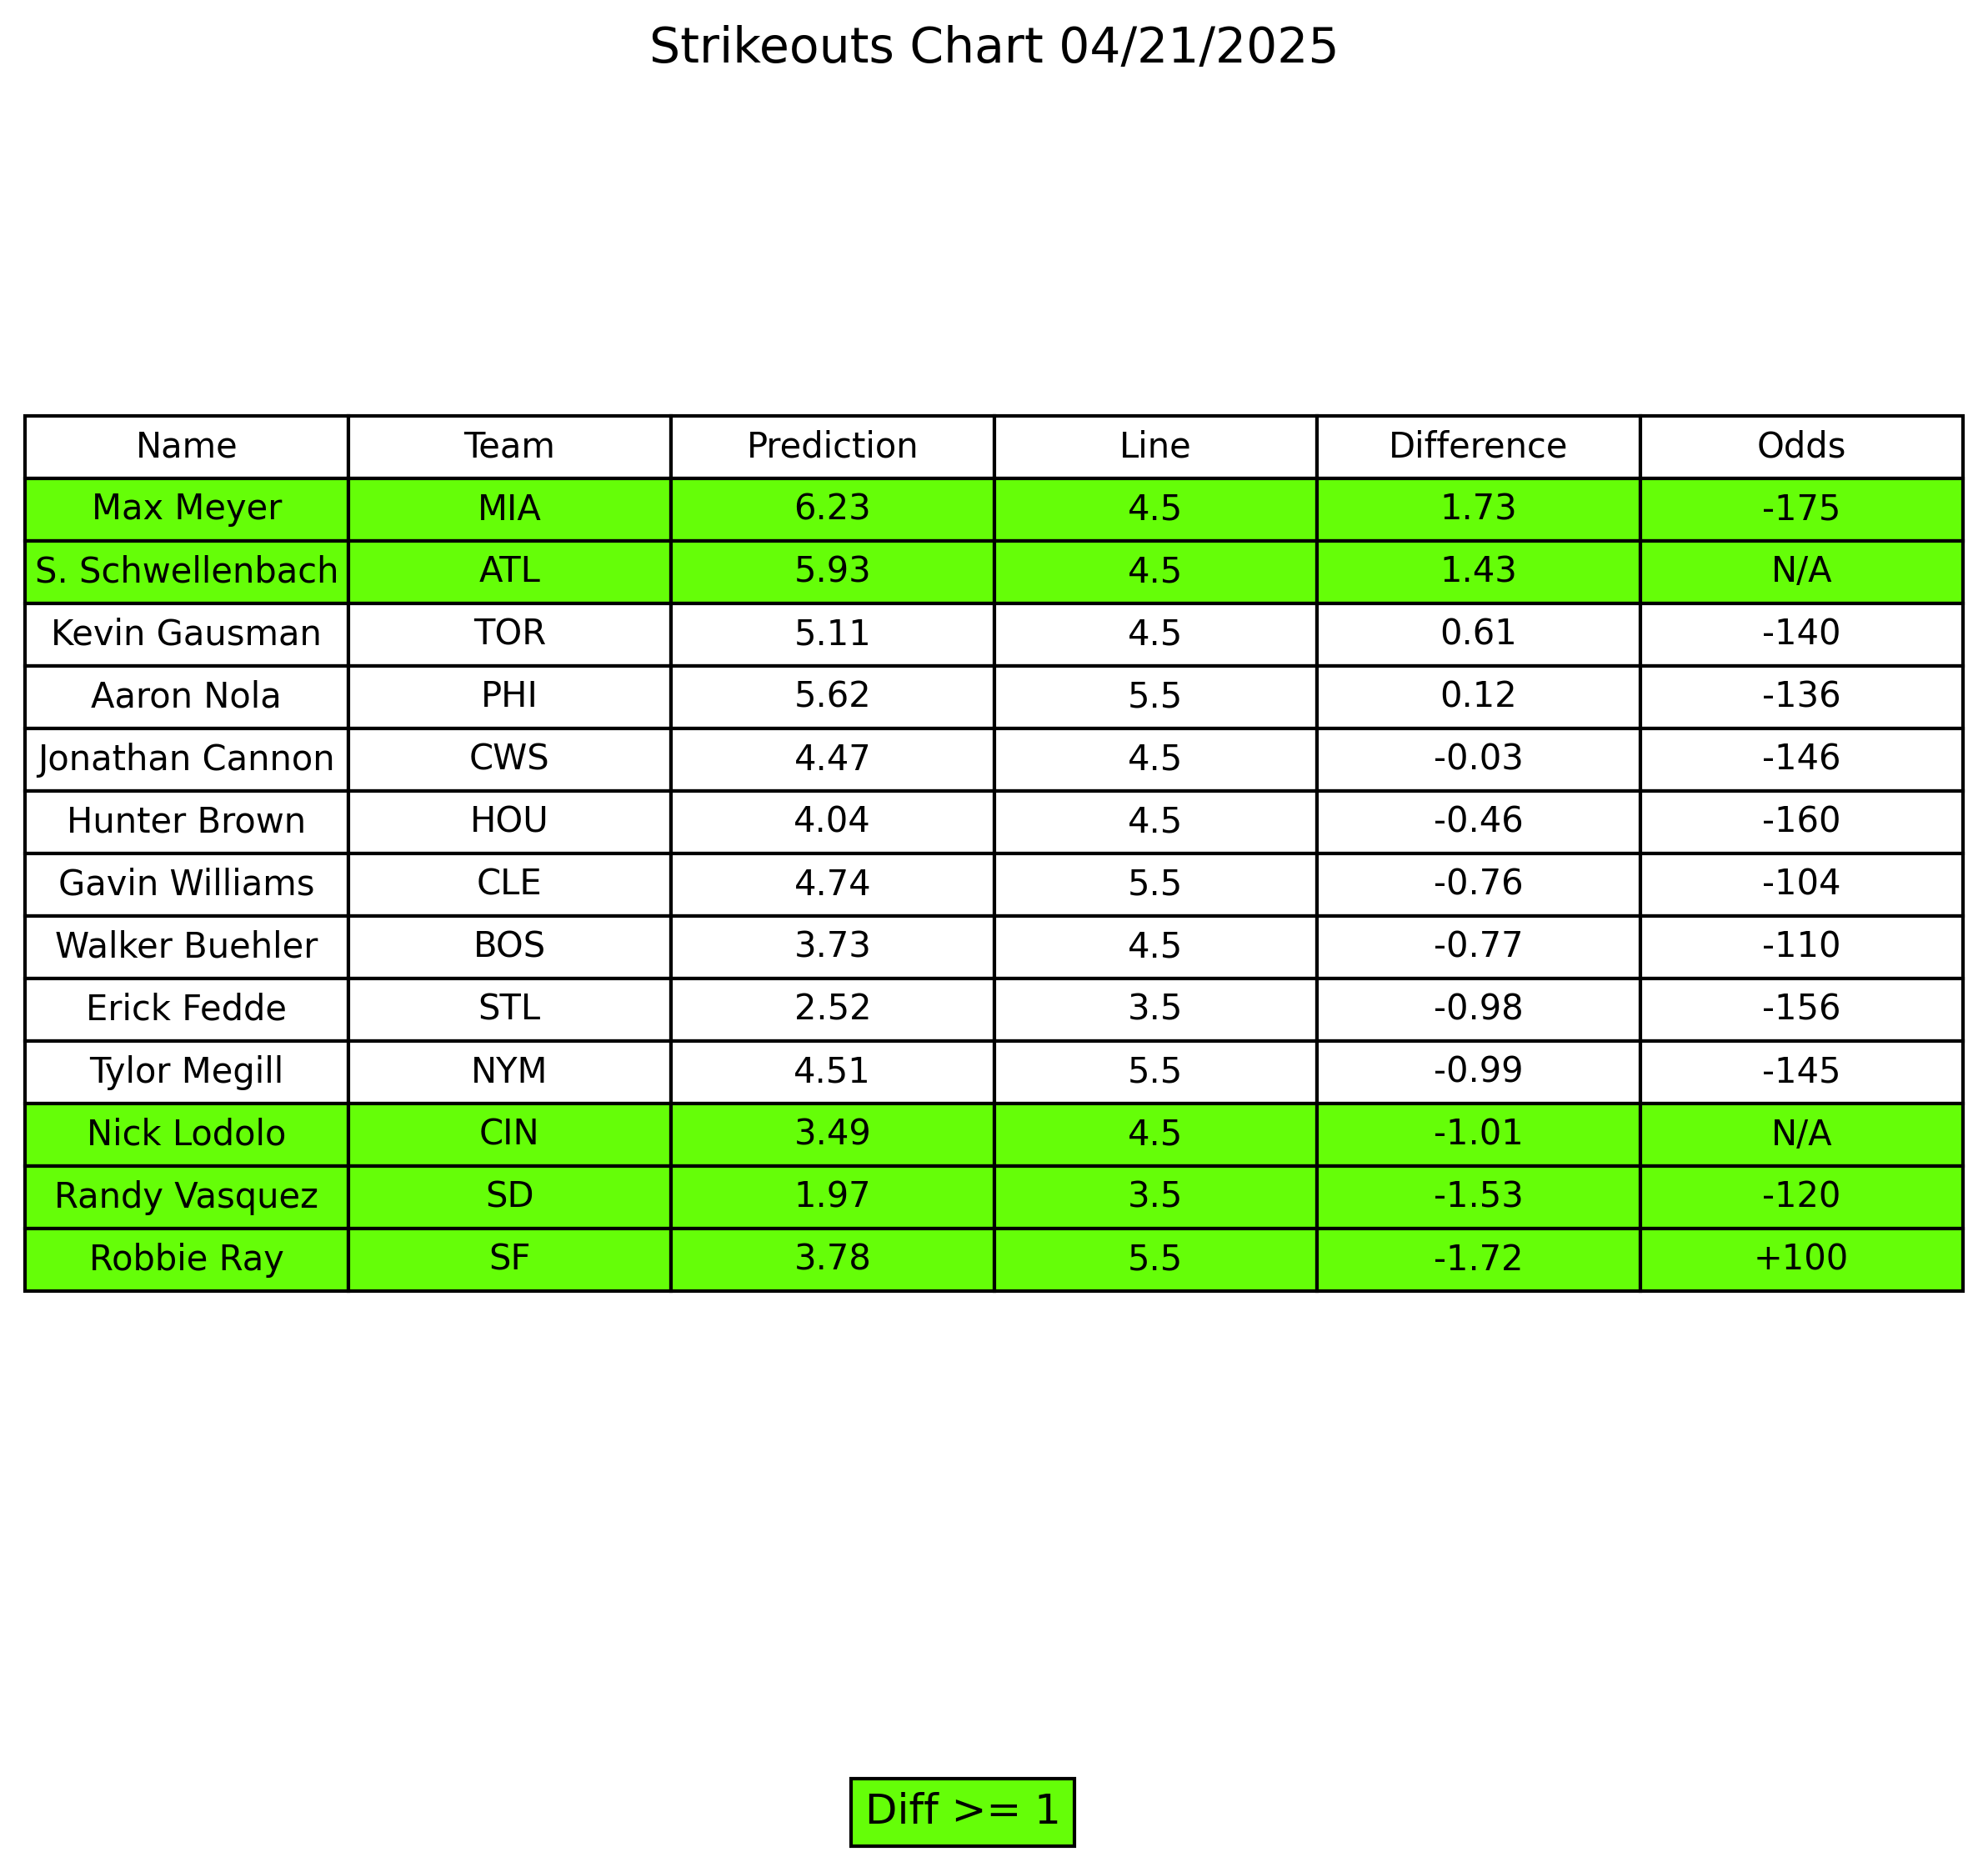 Strikeouts Chart 04/21/2025
Name Team Prediction Line Difference Odds
Max Meyer MIA 6.23 4.5 1.73 -175
S. Schwellenbach ATL 5.93 4.5 1.43 N/A
Kevin Gausman TOR 5.11 4.5 0.61 -140
Aaron Nola PHI 5.62 5.5 0.12 -136
Jonathan Cannon CWS 4.47 4.5 -0.03 -146
Hunter Brown HOU 4.04 4.5 -0.46 -160
Gavin Williams CLE 4.74 5.5 -0.76 -104
Walker Buehler BOS 3.73 4.5 -0.77 -110
Erick Fedde STL 2.52 3.5 -0.98 -156
Tylor Megill NYM 4.51 5.5 -0.99 -145
Nick Lodolo CIN 3.49 4.5 -1.01 N/A
Randy Vasquez SD 1.97 3.5 -1.53 -120
Robbie Ray SF 3.78 5.5 -1.72 +100
Diff >= 1